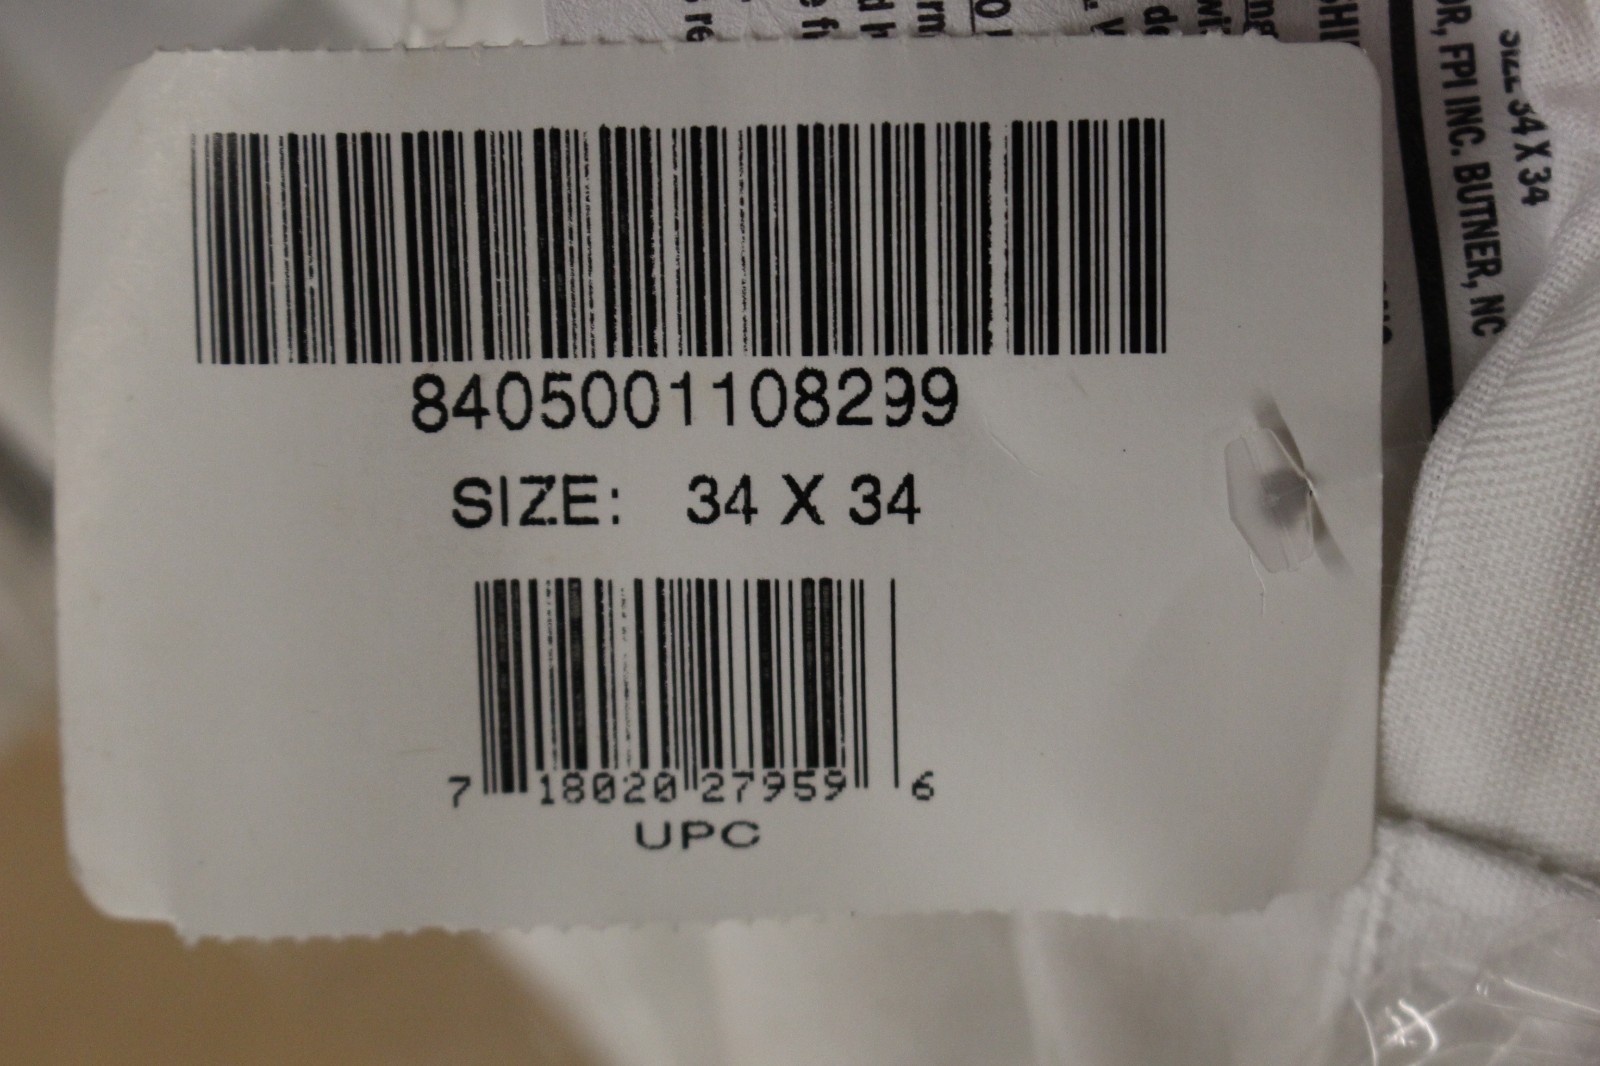 8405001108299
SIZE: 34 X 34
7 18020 27959 6
UPC
SIZE 34 X 34
OR, FPI INC. BUTNER, NC